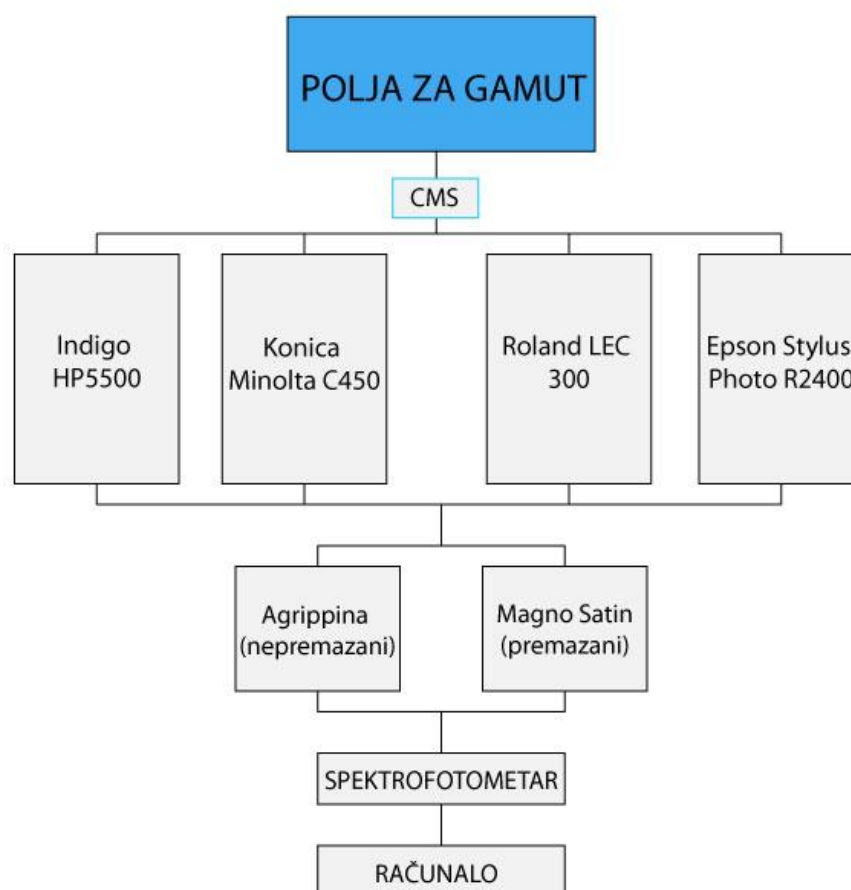 POLJA ZA GAMUT
CMS
Indigo
HP5500
Konica
Minolta C450
Roland LEC
300
Epson Stylus
Photo R2400
Agrippina
(nepremazani)
Magno Satin
(premazani)
SPEKTROFOTOMETAR
RAČUNALO